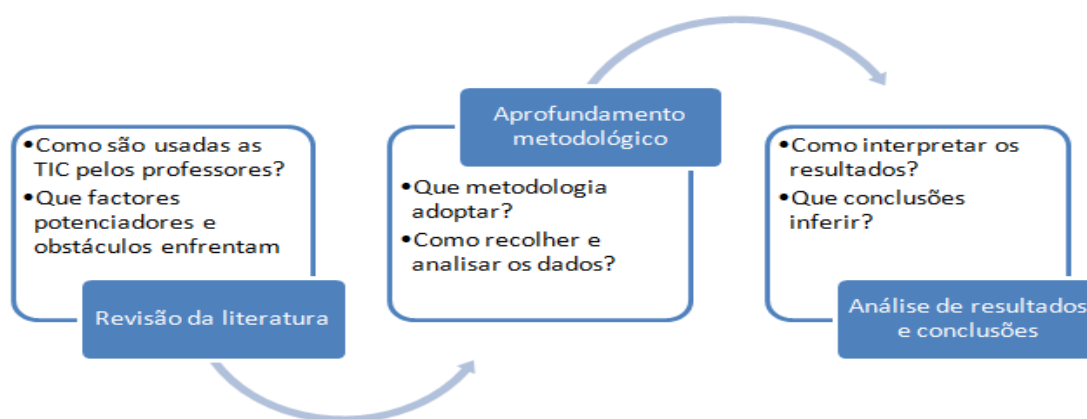 •Como são usadas as
TIC pelos professores?
•Que factores
potenciadores e
obstáculos enfrentam
Revisão da literatura
Aprofundamento
metodológico
•Que metodologia
adoptar?
•Como recolher e
analisar os dados?
•Como interpretar os
resultados?
•Que conclusões
inferir?
Análise de resultados
e conclusões